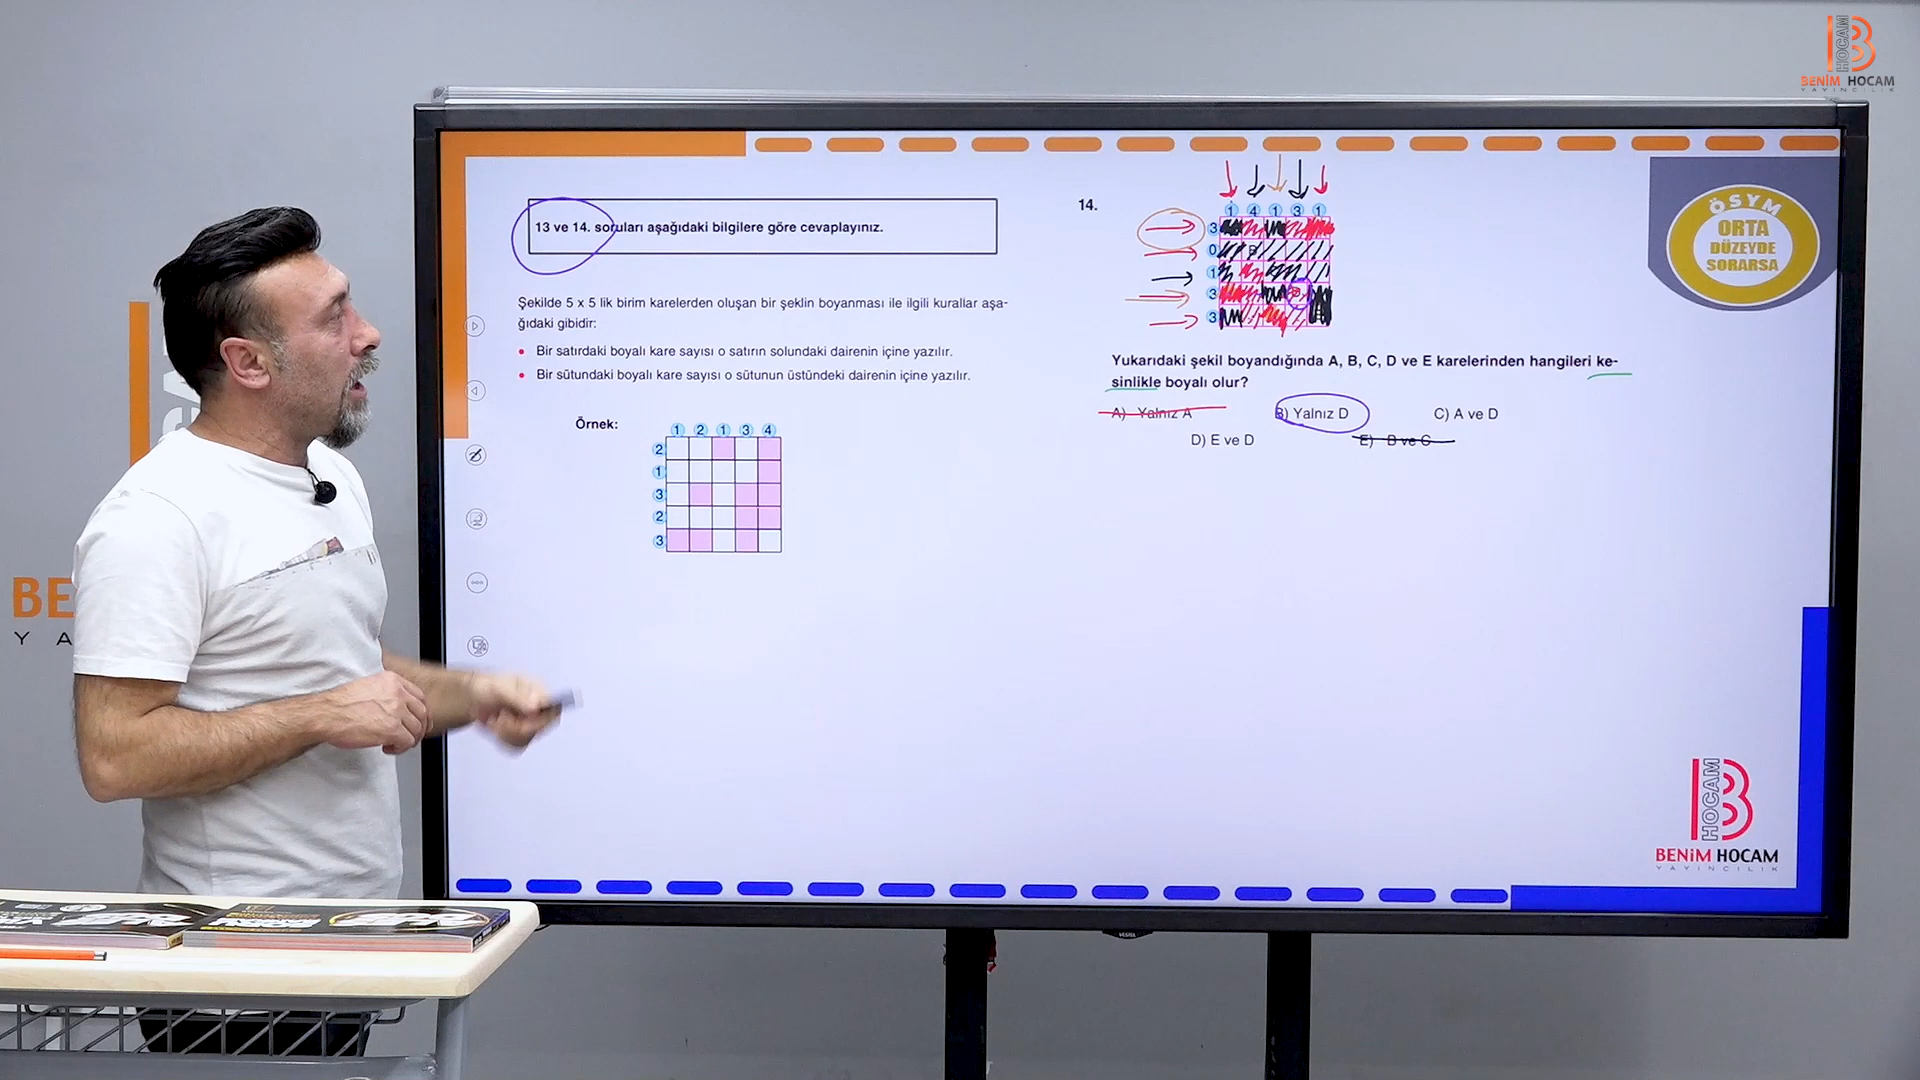 HOCAM
BENİM HOCAM
YAYINCILIK
13 ve 14. soruları aşağıdaki bilgilere göre cevaplayınız.
Şekilde 5 x 5 lik birim karelerden oluşan bir şeklin boyanması ile ilgili kurallar aşa-
ğıdaki gibidir:
• Bir satırdaki boyalı kare sayısı o satırın solundaki dairenin içine yazılır.
• Bir sütundaki boyalı kare sayısı o sütunun üstündeki dairenin içine yazılır.
Örnek:
1 2 1 3 4
2
1
3
2
3
14.
1 4 1 3 1
3
0
1
3
3
Yukarıdaki şekil boyandığında A, B, C, D ve E karelerinden hangileri ke-
sinlikle boyalı olur?
A) Yalnız A
B) Yalnız D
C) A ve D
D) E ve D
E) B ve C
ÖSYM
ORTA
DÜZEYDE
SORARSA
HOCAM
BENİM HOCAM
YAYINCILIK
BE
YA